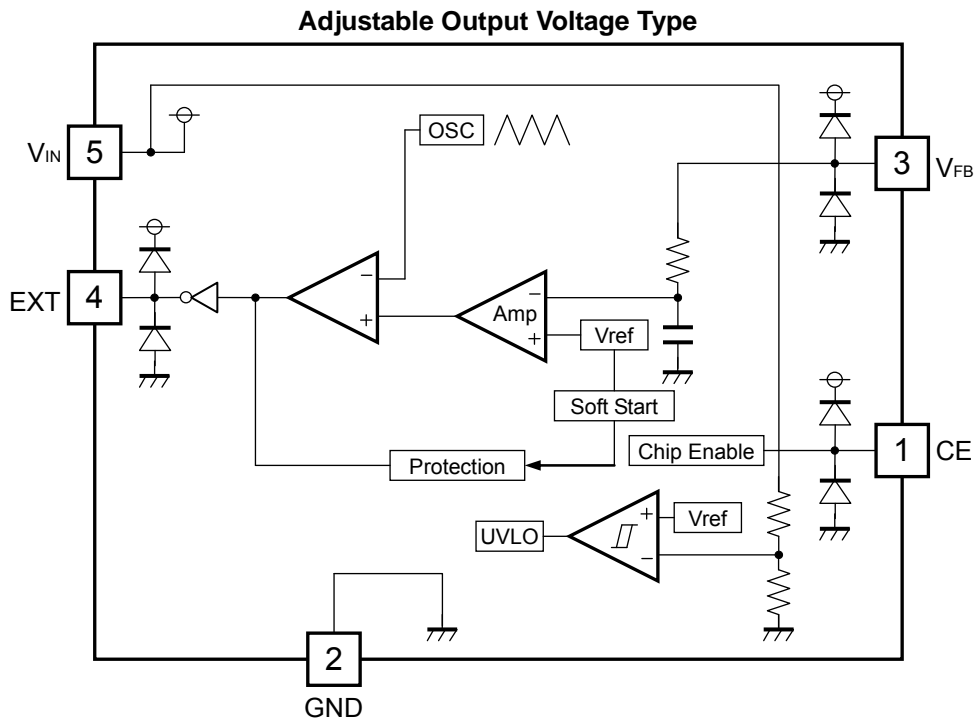 Adjustable Output Voltage Type
OSC
VIN 5
3 VFB
EXT 4
−
+
Amp
−
+
Vref
Soft Start
Chip Enable
1 CE
Protection
UVLO
+
−
Vref
2
GND